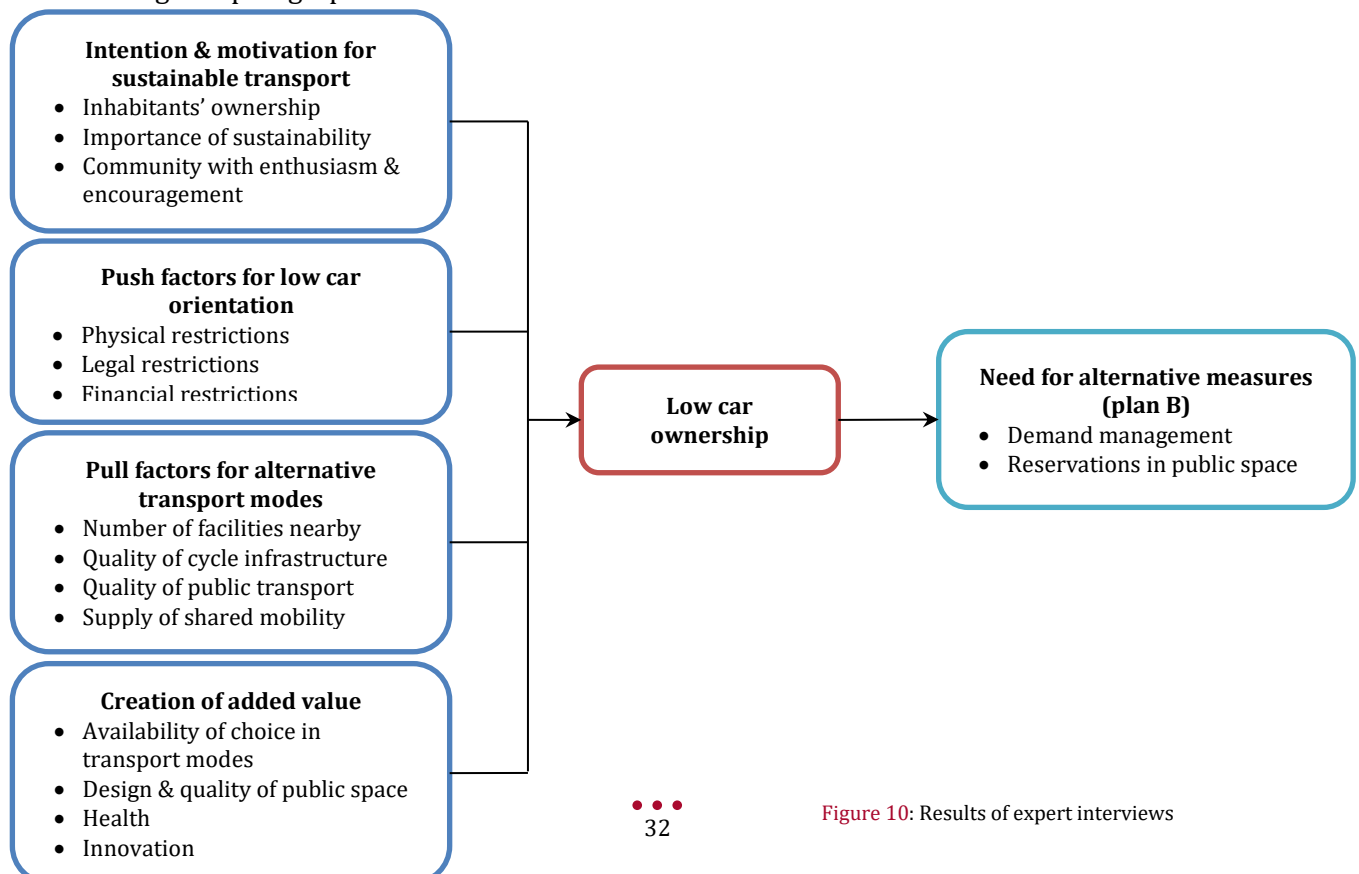 Intention & motivation for
sustainable transport
• Inhabitants' ownership
• Importance of sustainability
• Community with enthusiasm &
encouragement
Push factors for low car
orientation
• Physical restrictions
• Legal restrictions
• Financial restrictions
Pull factors for alternative
transport modes
• Number of facilities nearby
• Quality of cycle infrastructure
• Quality of public transport
• Supply of shared mobility
Creation of added value
• Availability of choice in
transport modes
• Design & quality of public space
• Health
• Innovation
Low car
ownership
Need for alternative measures
(plan B)
• Demand management
• Reservations in public space
32
Figure 10: Results of expert interviews